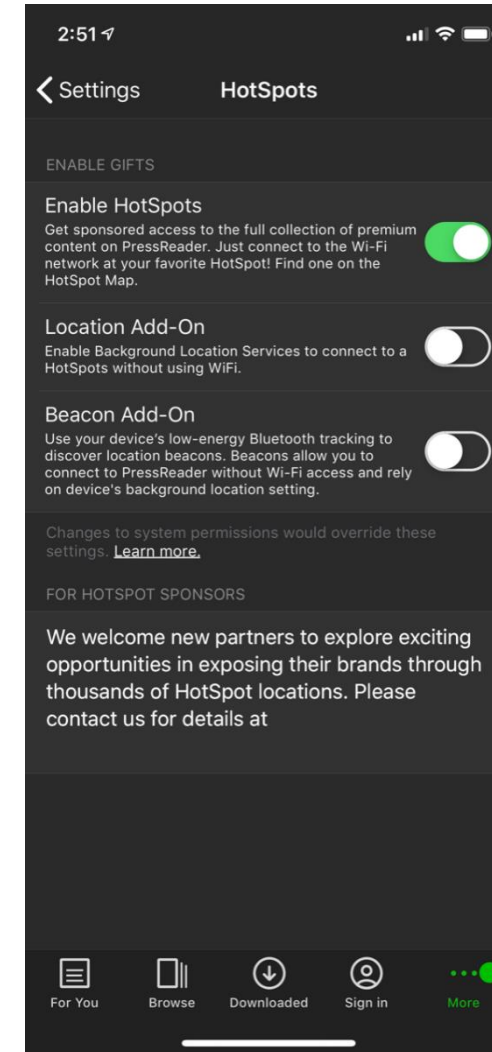 2:51
Settings
HotSpots
ENABLE GIFTS
Enable HotSpots
Get sponsored access to the full collection of premium
content on PressReader. Just connect to the Wi-Fi
network at your favorite HotSpot! Find one on the
HotSpot Map.
Location Add-On
Enable Background Location Services to connect to a
HotSpots without using WiFi.
Beacon Add-On
Use your device's low-energy Bluetooth tracking to
discover location beacons. Beacons allow you to
connect to PressReader without Wi-Fi access and rely
on device's background location setting.
Changes to system permissions would override these
settings. Learn more.
FOR HOTSPOT SPONSORS
We welcome new partners to explore exciting
opportunities in exposing their brands through
thousands of HotSpot locations. Please
contact us for details at
For You
Browse
Downloaded
Sign in
More